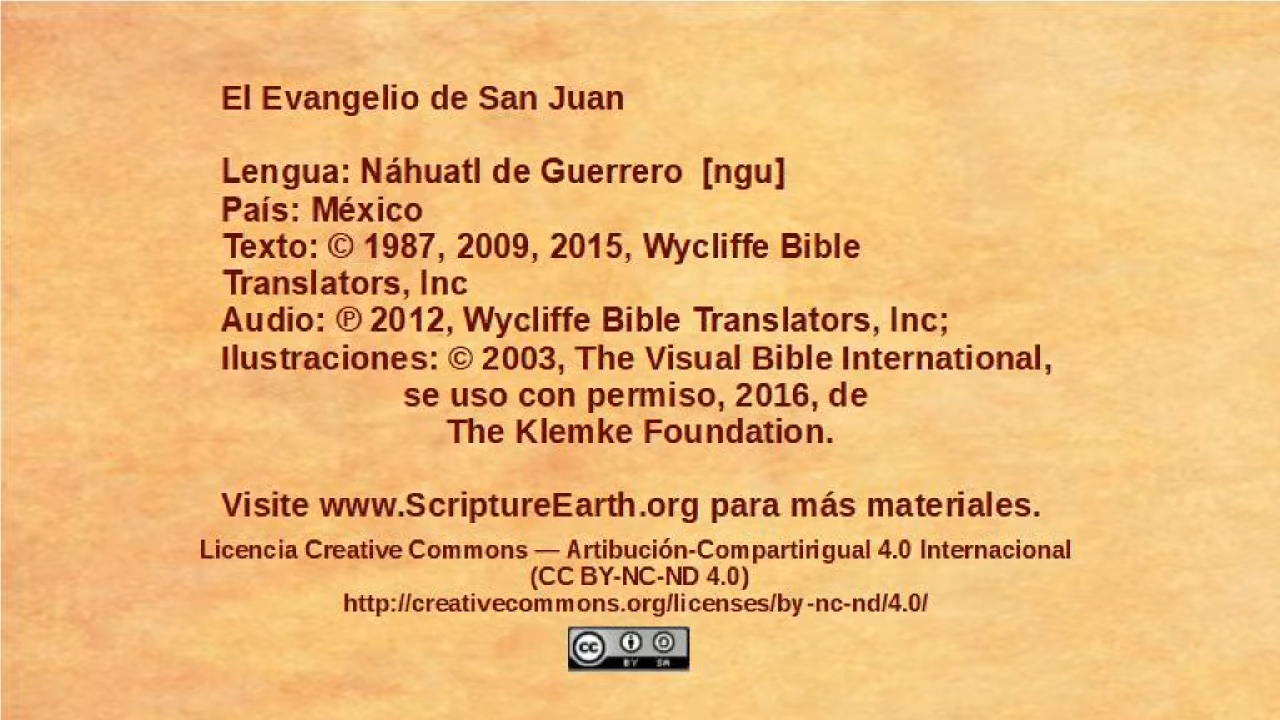 El Evangelio de San Juan
Lengua: Náhuatl de Guerrero [ngu]
País: México
Texto: © 1987, 2009, 2015, Wycliffe Bible
Translators, Inc
Audio: ℗ 2012, Wycliffe Bible Translators, Inc;
Ilustraciones: © 2003, The Visual Bible International,
se uso con permiso, 2016, de
The Klemke Foundation.
Visite www.ScriptureEarth.org para más materiales.
Licencia Creative Commons — Artibución-Compartirigual 4.0 Internacional
(CC BY-NC-ND 4.0)
http://creativecommons.org/licenses/by-nc-nd/4.0/
cc BY SA